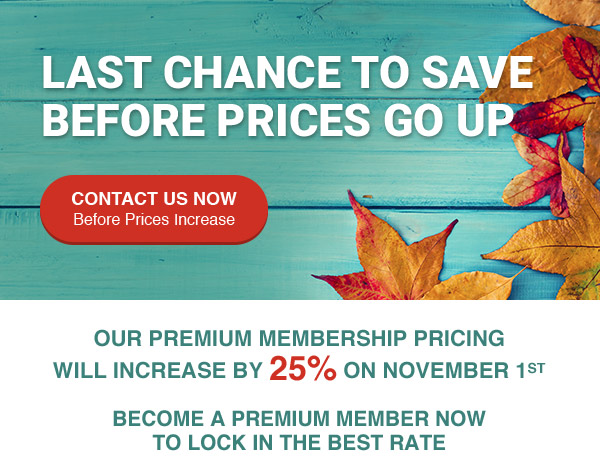 LAST CHANCE TO SAVE
BEFORE PRICES GO UP
CONTACT US NOW
Before Prices Increase
OUR PREMIUM MEMBERSHIP PRICING
WILL INCREASE BY 25% ON NOVEMBER 1ST
BECOME A PREMIUM MEMBER NOW
TO LOCK IN THE BEST RATE